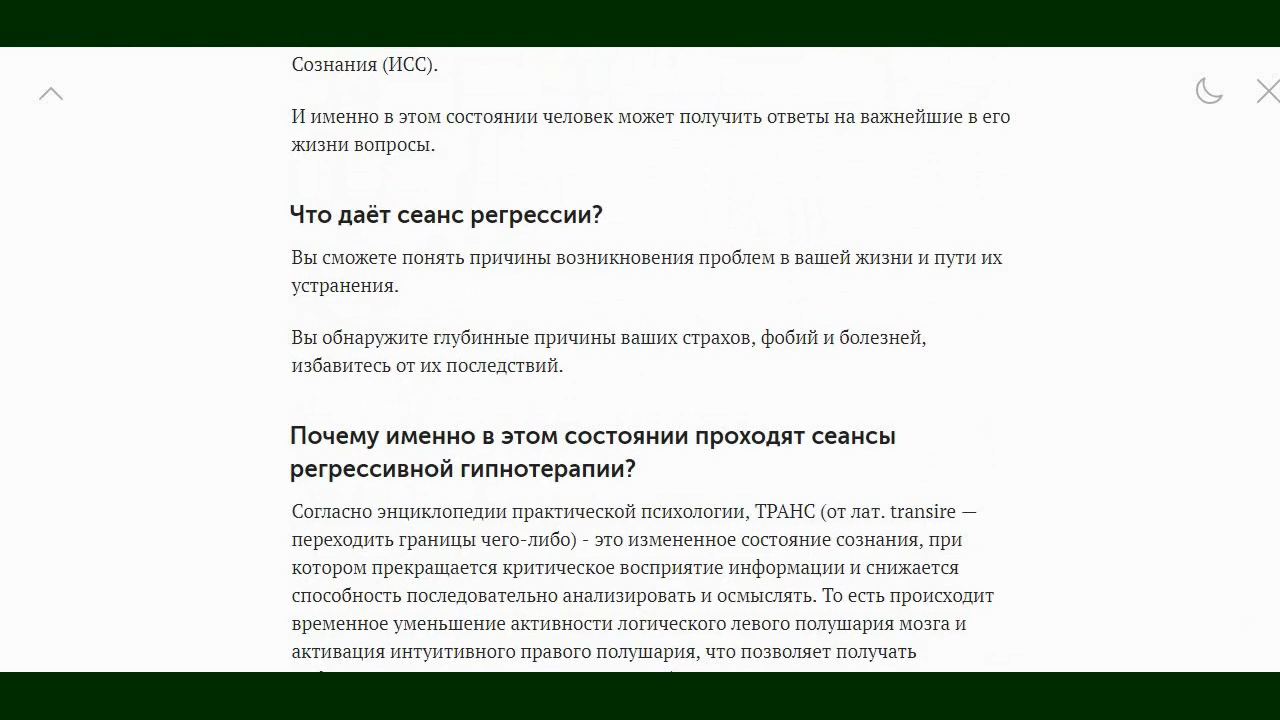 Сознания (ИСС).
И именно в этом состоянии человек может получить ответы на важнейшие в его
жизни вопросы.
Что даёт сеанс регрессии?
Вы сможете понять причины возникновения проблем в вашей жизни и пути их
устранения.
Вы обнаружите глубинные причины ваших страхов, фобий и болезней,
избавитесь от их последствий.
Почему именно в этом состоянии проходят сеансы
регрессивной гипнотерапии?
Согласно энциклопедии практической психологии, ТРАНС (от лат. transire —
переходить границы чего-либо) - это измененное состояние сознания, при
котором прекращается критическое восприятие информации и снижается
способность последовательно анализировать и осмыслять. То есть происходит
временное уменьшение активности логического левого полушария мозга и
активация интуитивного правого полушария, что позволяет получать